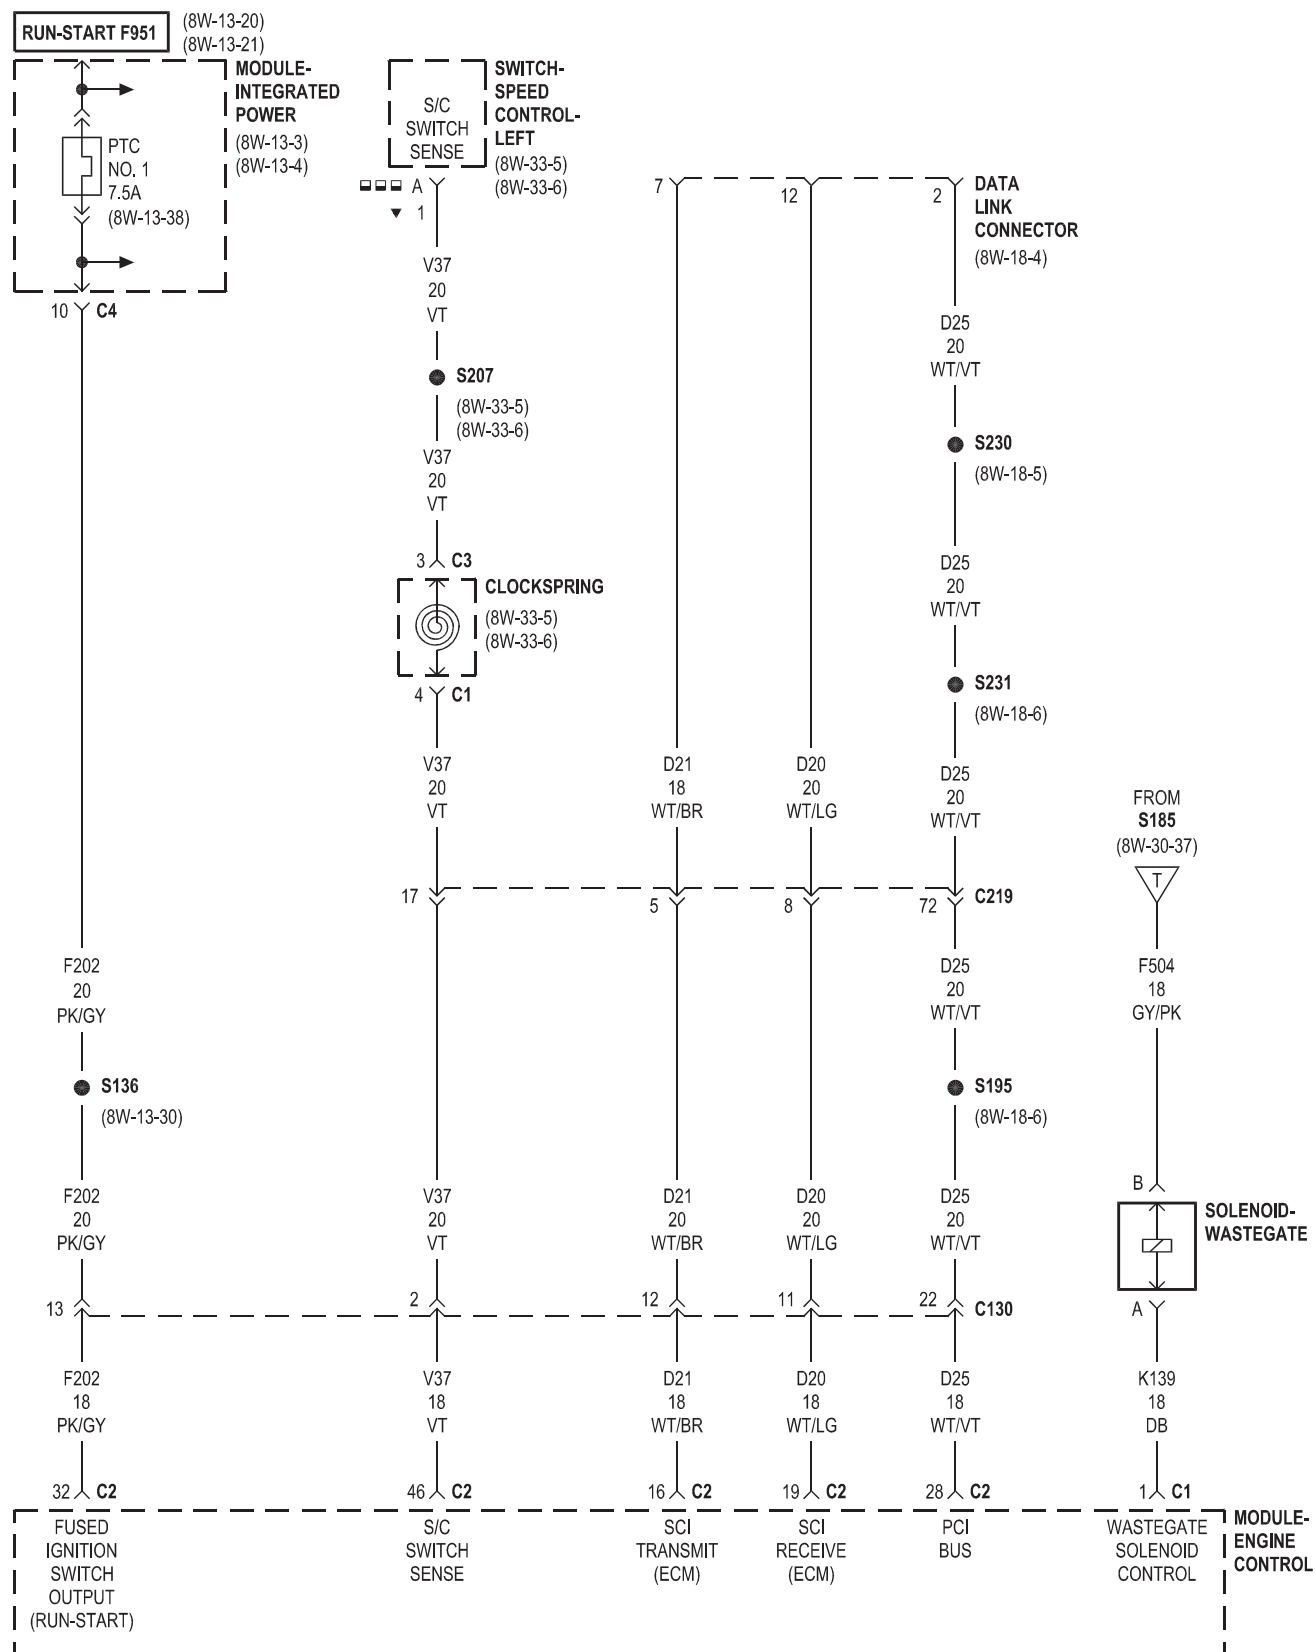 RUN-START F951
(8W-13-20)
(8W-13-21)
MODULE-
INTEGRATED
POWER
(8W-13-3)
(8W-13-4)
PTC
NO. 1
7.5A
(8W-13-38)
10
C4
S/C
SWITCH
SENSE
SWITCH-
SPEED
CONTROL-
LEFT
(8W-33-5)
(8W-33-6)
A
1
V37
20
VT
S207
(8W-33-5)
(8W-33-6)
V37
20
VT
3
C3
CLOCKSPRING
(8W-33-5)
(8W-33-6)
4
C1
7
12
2
DATA
LINK
CONNECTOR
(8W-18-4)
D25
20
WT/VT
S230
(8W-18-5)
D25
20
WT/VT
S231
(8W-18-6)
V37
20
VT
D21
18
WT/BR
D20
20
WT/LG
D25
20
WT/VT
FROM
S185
(8W-30-37)
T
17
5
8
72
C219
F202
20
PK/GY
D25
20
WT/VT
F504
18
GY/PK
S136
(8W-13-30)
S195
(8W-18-6)
F202
20
PK/GY
V37
20
VT
D21
20
WT/BR
D20
20
WT/LG
D25
20
WT/VT
B
SOLENOID-
WASTEGATE
A
13
2
12
11
22
C130
F202
18
PK/GY
V37
18
VT
D21
18
WT/BR
D20
18
WT/LG
D25
18
WT/VT
K139
18
DB
32 C2
46 C2
16 C2
19 C2
28 C2
1 C1
FUSED
IGNITION
SWITCH
OUTPUT
(RUN-START)
S/C
SWITCH
SENSE
SCI
TRANSMIT
(ECM)
SCI
RECEIVE
(ECM)
PCI
BUS
WASTEGATE
SOLENOID
CONTROL
MODULE-
ENGINE
CONTROL